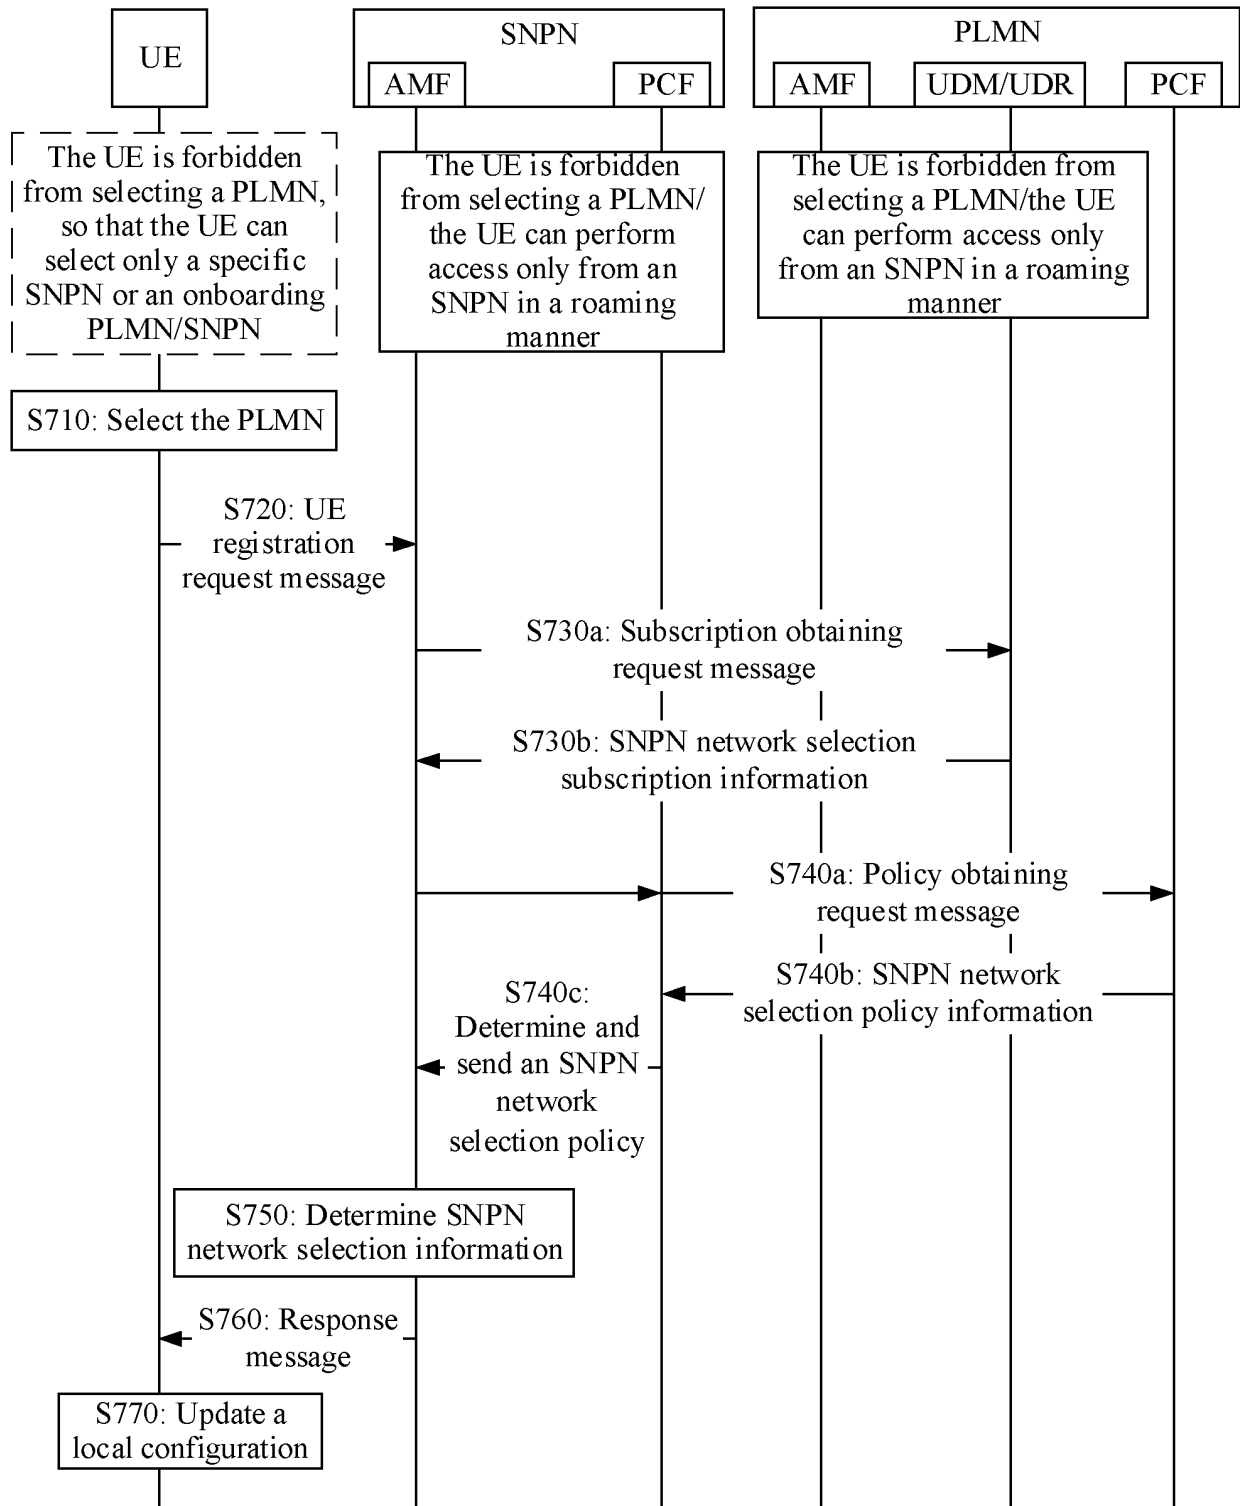 UE
SNPN
AMF
PCF
PLMN
AMF
UDM/UDR
PCF
The UE is forbidden
from selecting a PLMN,
so that the UE can
select only a specific
SNPN or an onboarding
PLMN/SNPN
The UE is forbidden
from selecting a PLMN/
the UE can perform
access only from an
SNPN in a roaming
manner
The UE is forbidden from
selecting a PLMN/the UE
can perform access only
from an SNPN in a roaming
manner
S710: Select the PLMN
S720: UE
registration
request message
S730a: Subscription obtaining
request message
S730b: SNPN network selection
subscription information
S740a: Policy obtaining
request message
S740b: SNPN network
selection policy information
S740c:
Determine and
send an SNPN
network
selection policy
S750: Determine SNPN
network selection information
S760: Response
message
S770: Update a
local configuration